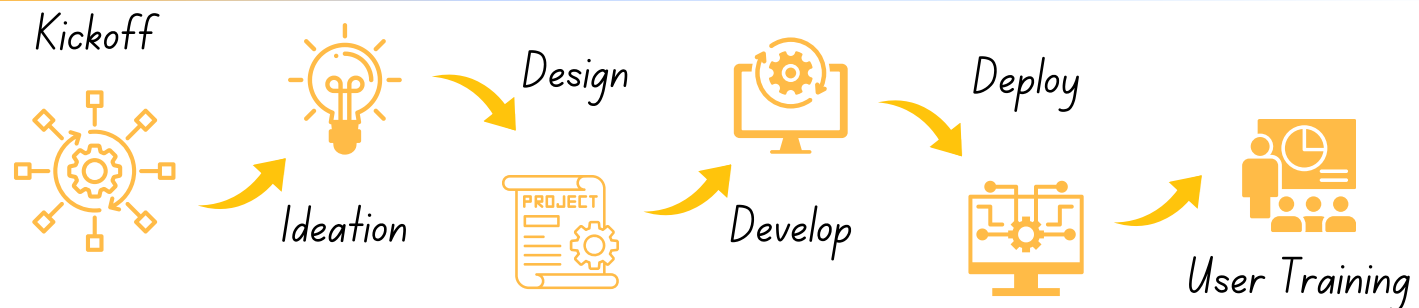 Kickoff
Ideation
Design
PROJECT
Develop
Deploy
User Training